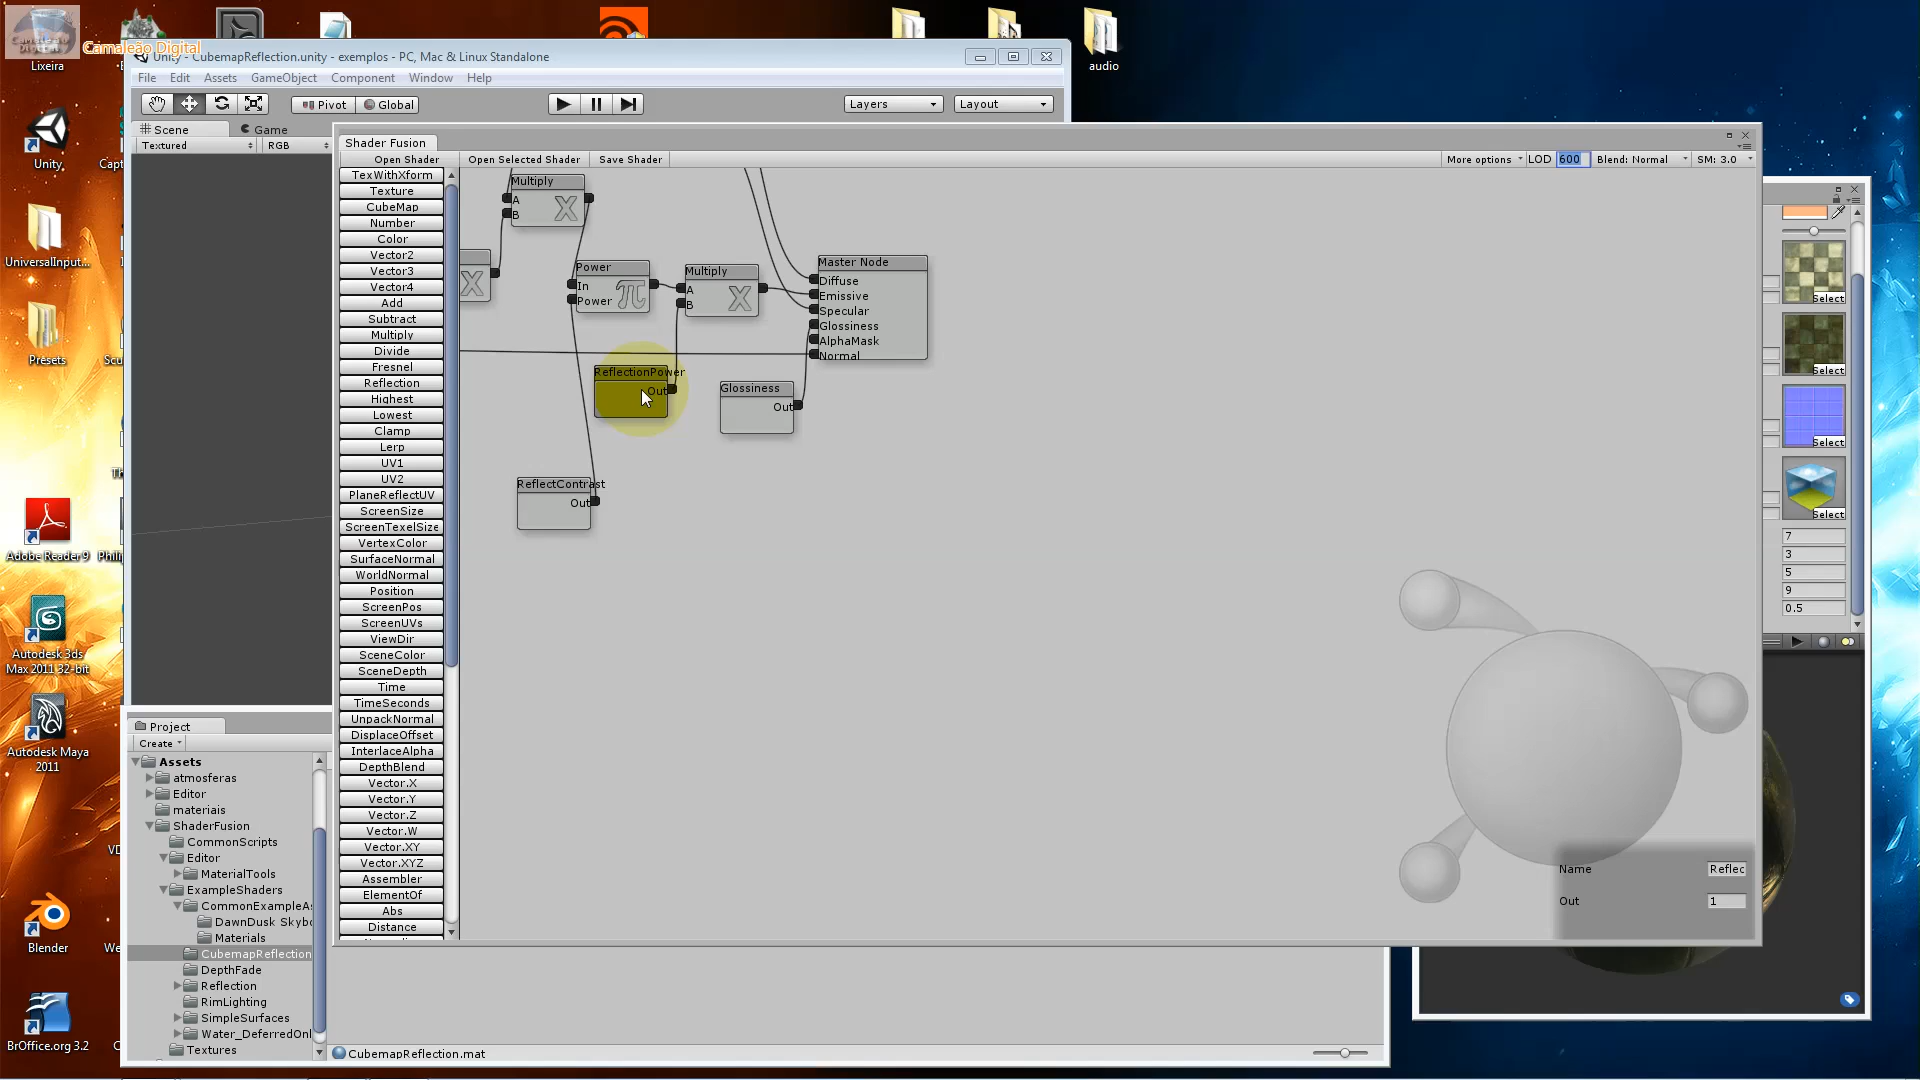 Camaleão Digital
Lixeira
audio
Unity - CubemapReflection.unity - exemplos - PC, Mac & Linux Standalone
File Edit Assets GameObject Component Window Help
Pivot Global
Layers
Layout
Scene
Game
Textured
RGB
Shader Fusion
Open Shader
Open Selected Shader
Save Shader
More options
LOD
600
Blend: Normal
SM: 3.0
TexWithXform
Texture
CubeMap
Number
Color
Vector2
Vector3
Vector4
Add
Subtract
Multiply
Divide
Fresnel
Reflection
Highest
Lowest
Clamp
Lerp
UV1
UV2
PlaneReflectUV
ScreenSize
ScreenTexelSize
VertexColor
SurfaceNormal
WorldNormal
Position
ScreenPos
ScreenUVs
ViewDir
SceneColor
SceneDepth
Time
TimeSeconds
UnpackNormal
DisplaceOffset
InterlaceAlpha
DepthBlend
Vector.X
Vector.Y
Vector.Z
Vector.W
Vector.XY
Vector.XYZ
Assembler
ElementOf
Abs
Distance
Multiply
A
B
X
X
Power
In
Power
π
Multiply
A
B
X
Master Node
Diffuse
Emissive
Specular
Glossiness
AlphaMask
Normal
ReflectionPower
Out
Glossiness
Out
ReflectContrast
Out
Name
Reflec
Out
1
Select
Select
Select
Select
7
3
5
9
0.5
Unity
Capt
UniversalInput...
Presets
Scu
Th
Adobe Reader 9
Phili
Autodesk 3ds
Max 2011 32-bit
Autodesk Maya
2011
VD
Blender
We
BrOffice.org 3.2
C
Project
Create
Assets
atmosferas
Editor
materiais
ShaderFusion
CommonScripts
Editor
MaterialTools
ExampleShaders
CommonExampleAs
DawnDusk Skybo
Materials
CubemapReflection
DepthFade
Reflection
RimLighting
SimpleSurfaces
Water_DeferredOnl
Textures
CubemapReflection.mat